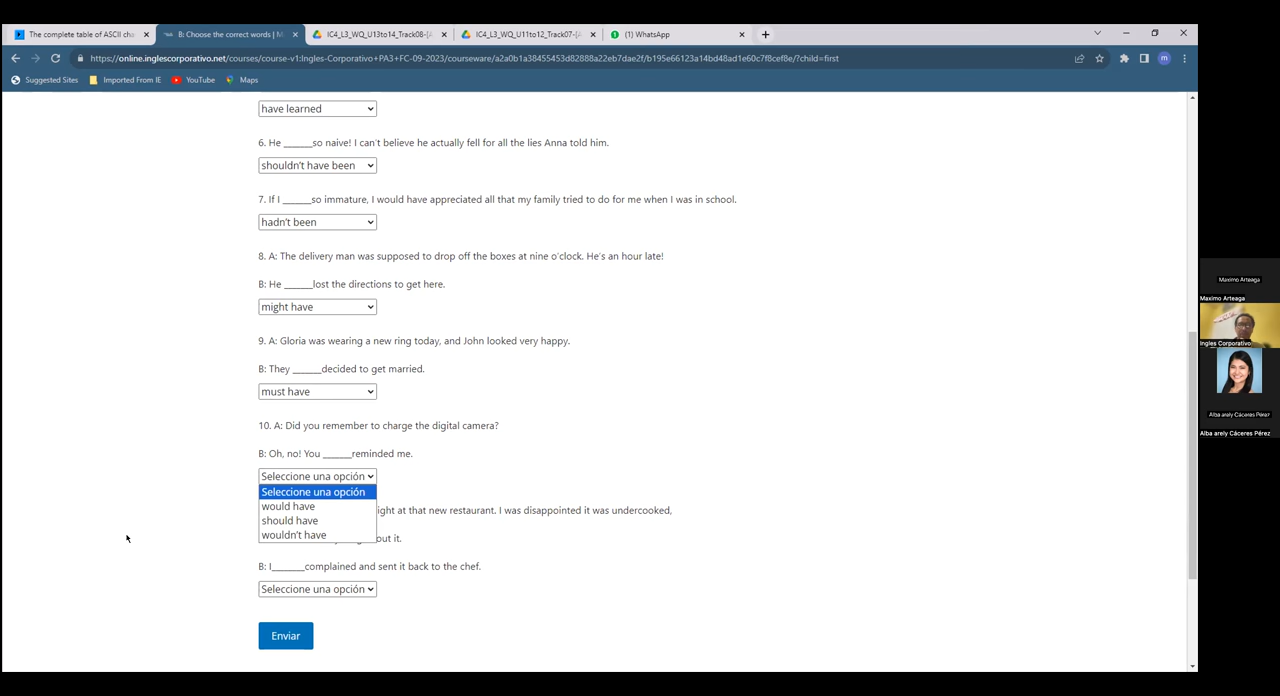 The complete table of ASCII cha
B: Choose the correct words | M
IC4_L3_WQ_U13to14_Track08-[A
IC4_L3_WQ_U11to12_Track07-[A
(1) WhatsApp
https://online.inglescorporativo.net/courses/course-v1:Ingles-Corporativo+PA3+FC-09-2023/courseware/a2a0b1a38455453d82888a22eb7dae2f/b195e66123a14bd48ad1e60c7f8cef8e/?child=first
m
Suggested Sites
Imported From IE
YouTube
Maps
have learned
6. He ______so naive! I can't believe he actually fell for all the lies Anna told him.
shouldn't have been
7. If I ______so immature, I would have appreciated all that my family tried to do for me when I was in school.
hadn't been
8. A: The delivery man was supposed to drop off the boxes at nine o'clock. He's an hour late!
B: He ______lost the directions to get here.
might have
9. A: Gloria was wearing a new ring today, and John looked very happy.
B: They ______decided to get married.
must have
10. A: Did you remember to charge the digital camera?
B: Oh, no! You ______reminded me.
Seleccione una opción
Seleccione una opción
would have
should have
wouldn't have
ight at that new restaurant. I was disappointed it was undercooked,
out it.
B: I_______complained and sent it back to the chef.
Seleccione una opción
Enviar
Maximo Arteaga
Maximo Arteaga
Ingles Corporativo
Alba arely Cáceres Pérez
Alba arely Cáceres Pérez